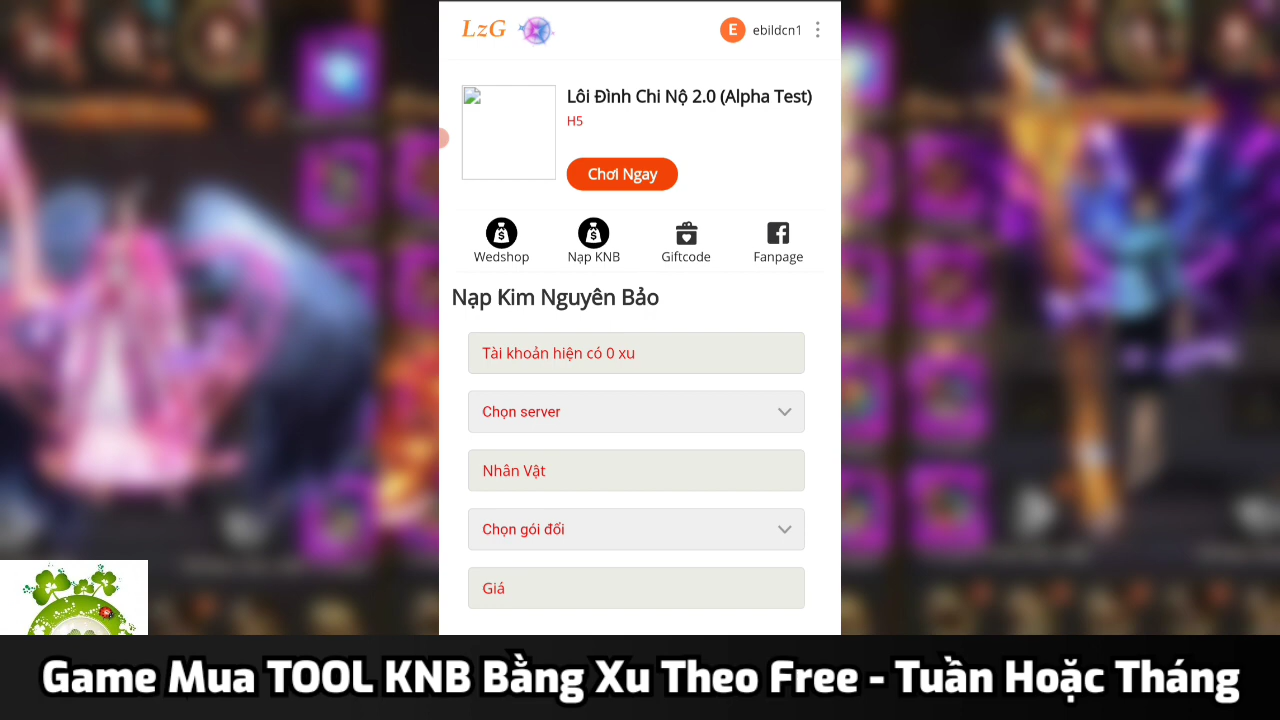 LzG
E ebildcn1
Lôi Đình Chi Nộ 2.0 (Alpha Test)
H5
Chơi Ngay
Wedshop Nạp KNB Giftcode Fanpage
Nạp Kim Nguyên Bảo
Tài khoản hiện có 0 xu
Chọn server
Nhân Vật
Chọn gói đổi
Giá
Game Mua TOOL KNB Bằng Xu Theo Free - Tuần Hoặc Tháng